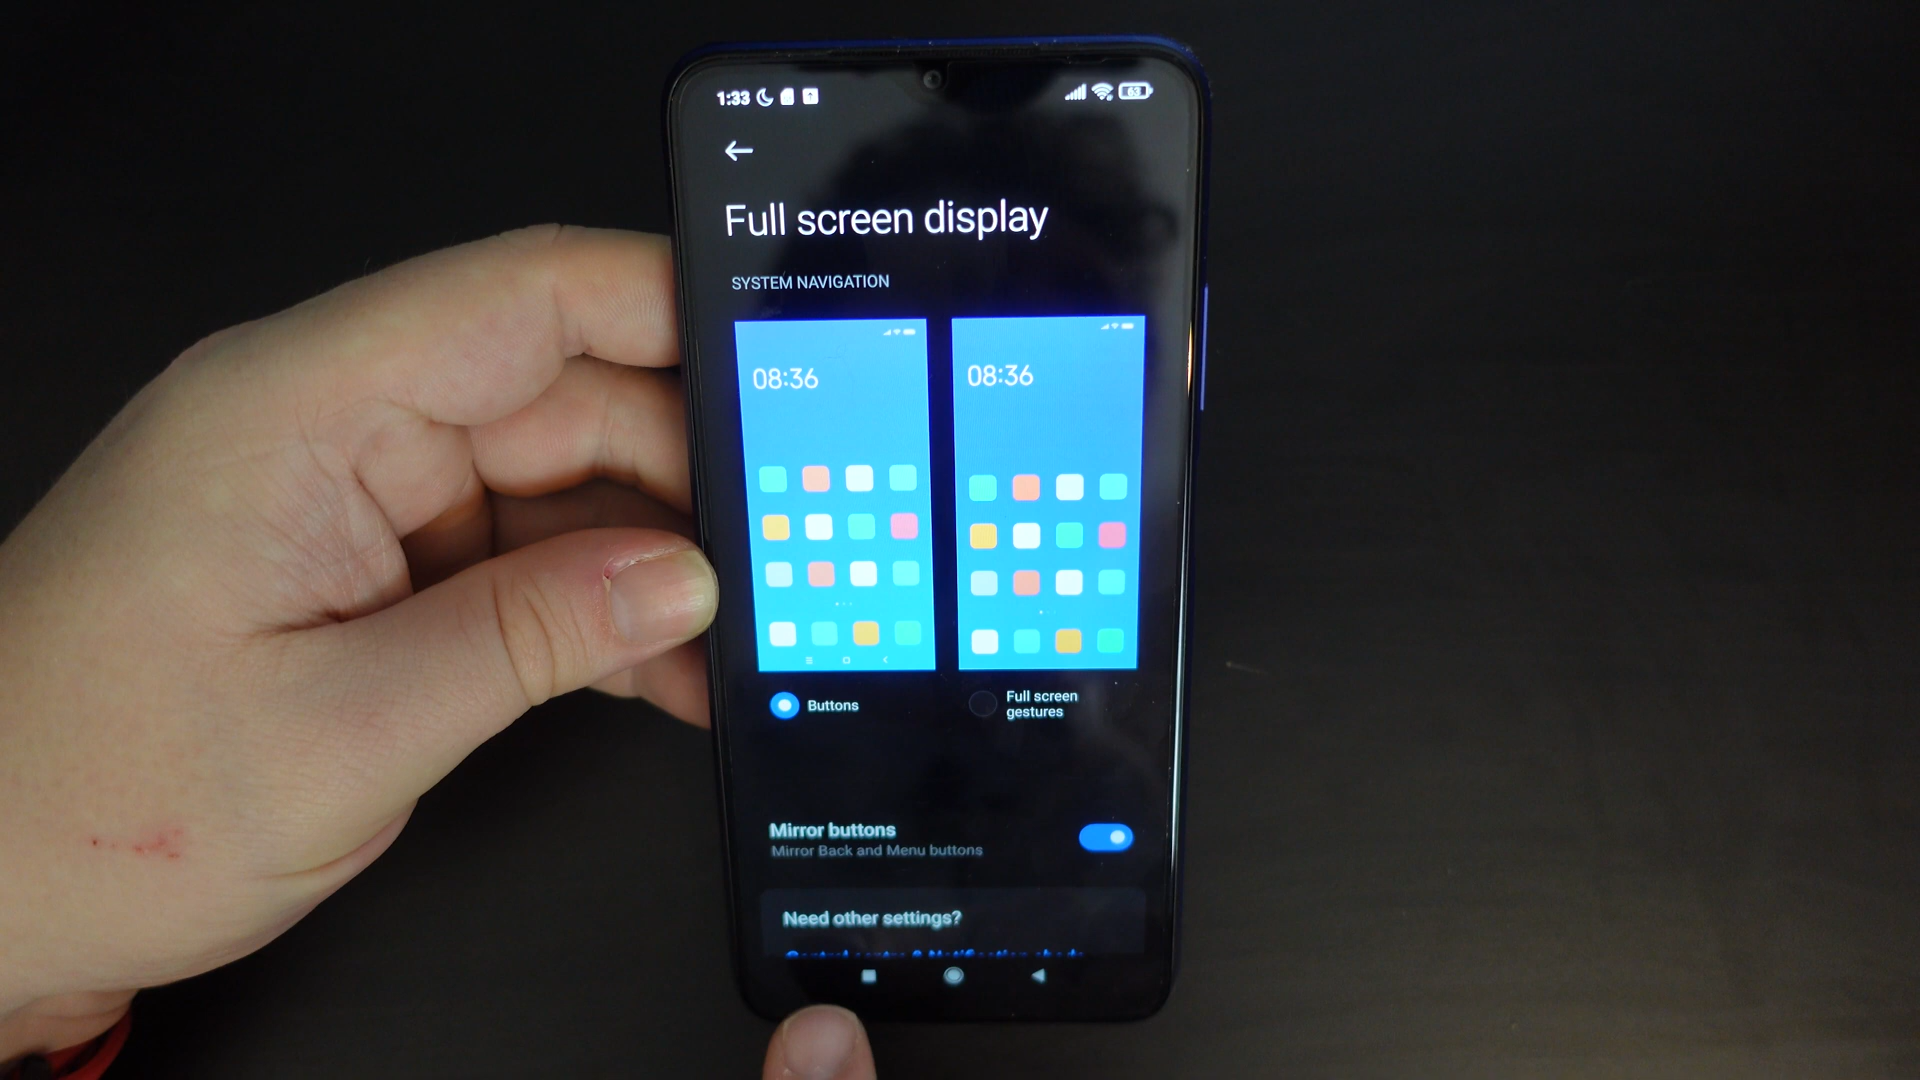 1:33
63
Full screen display
SYSTEM NAVIGATION
08:36
08:36
Buttons
Full screen
gestures
Mirror buttons
Mirror Back and Menu buttons
Need other settings?